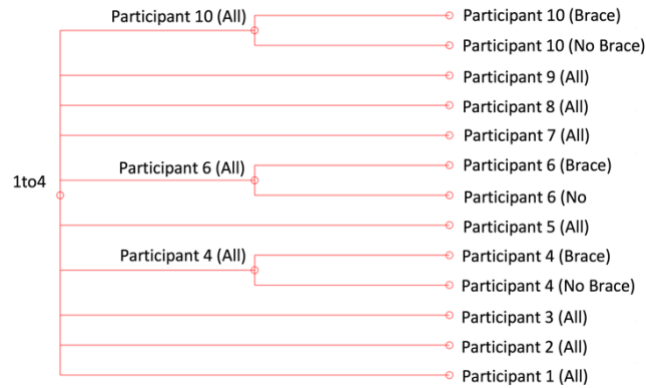 Participant 10 (All)
Participant 10 (Brace)
Participant 10 (No Brace)
Participant 9 (All)
Participant 8 (All)
Participant 7 (All)
Participant 6 (All)
Participant 6 (Brace)
1to4
Participant 6 (No
Participant 5 (All)
Participant 4 (All)
Participant 4 (Brace)
Participant 4 (No Brace)
Participant 3 (All)
Participant 2 (All)
Participant 1 (All)